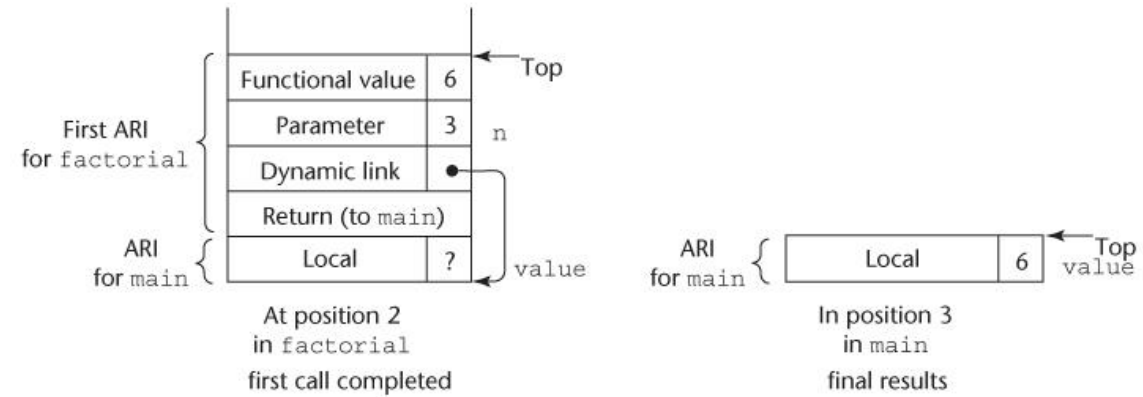 Top
Functional value 6
First ARI
for factorial
Parameter 3 n
Dynamic link
Return (to main)
ARI
for main
Local ?
value
At position 2
in factorial
first call completed
ARI
for main
Local 6
Top
value
In position 3
in main
final results